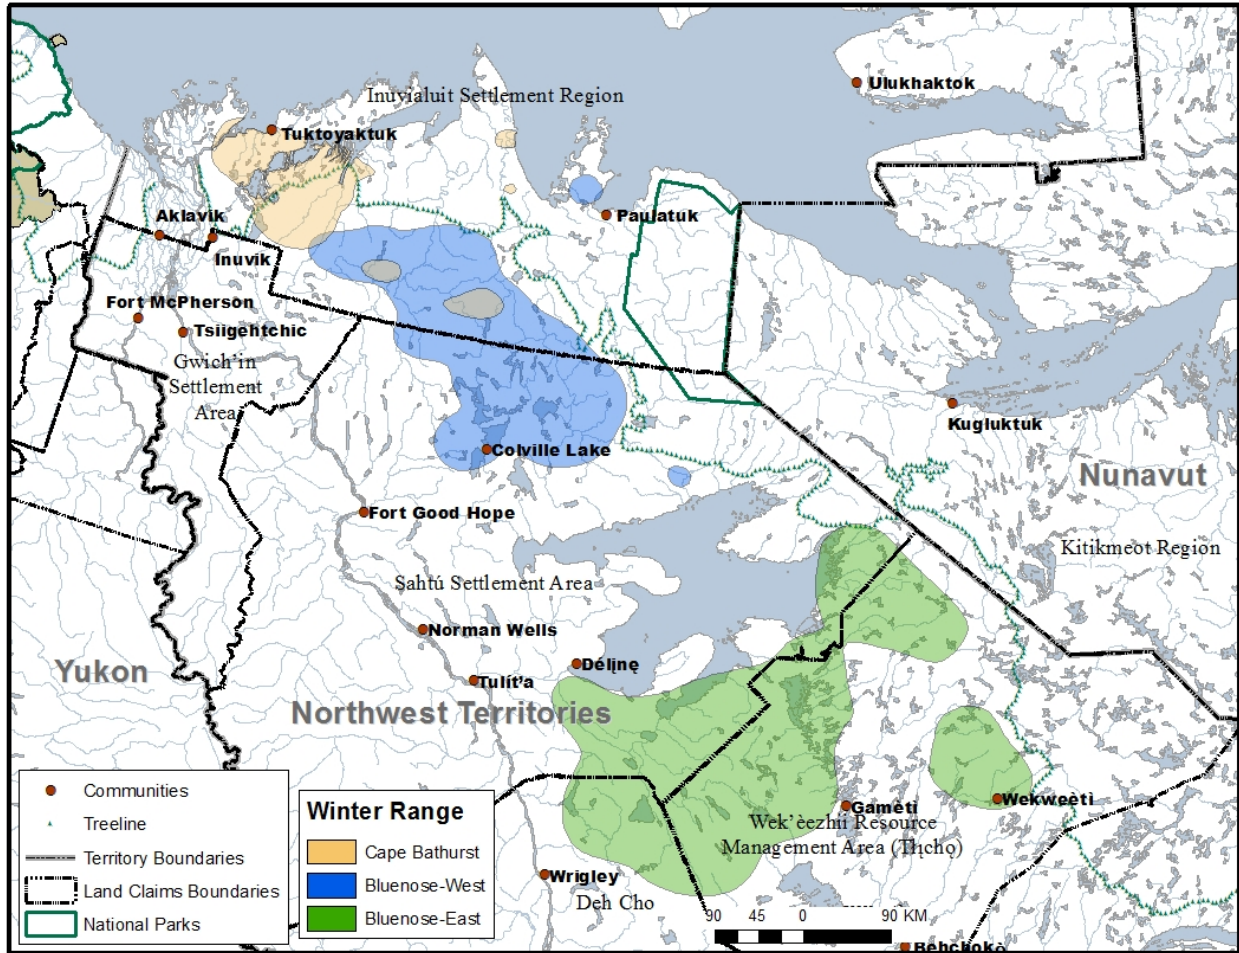 Ulukhaktok
Inuvialuit Settlement Region
Tuktoyaktuk
Aklavik
Paulatuk
Inuvik
Fort McPherson
Tsiigehtchic
Gwich'in
Settlement
Area
Kugluktuk
Colville Lake
Nunavut
Fort Good Hope
Kitikmeot Region
Sahtú Settlement Area
Norman Wells
Délįnę
Yukon
Tulít'a
Northwest Territories
Communities
Treeline
Territory Boundaries
Land Claims Boundaries
National Parks
Winter Range
Cape Bathurst
Bluenose-West
Bluenose-East
Wekweètì
Gamètì
Wek'èezhıı Resource
Management Area (Tłıchǫ)
Wrigley
Deh Cho
90 45 0 90 KM
Behchokǫ̀